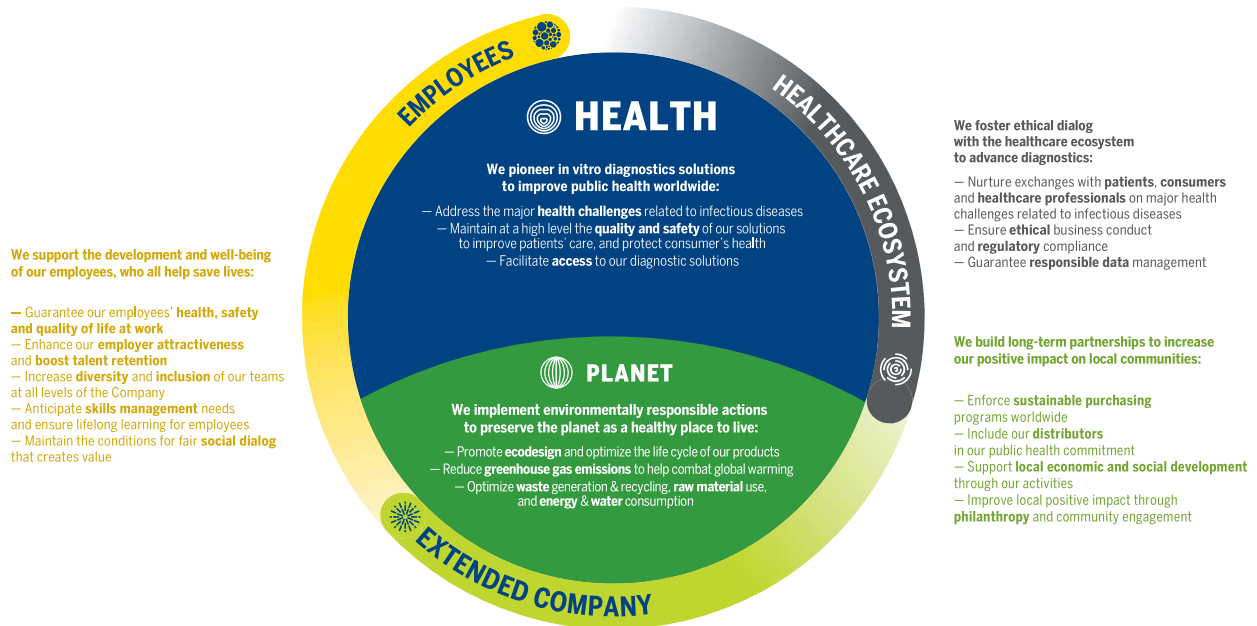 EMPLOYEES
HEALTHCARE ECOSYSTEM
EXTENDED COMPANY
HEALTH
We pioneer in vitro diagnostics solutions
to improve public health worldwide:
— Address the major health challenges related to infectious diseases
— Maintain at a high level the quality and safety of our solutions
to improve patients' care, and protect consumer's health
— Facilitate access to our diagnostic solutions
PLANET
We implement environmentally responsible actions
to preserve the planet as a healthy place to live:
— Promote ecodesign and optimize the life cycle of our products
— Reduce greenhouse gas emissions to help combat global warming
— Optimize waste generation & recycling, raw material use,
and energy & water consumption
We support the development and well-being
of our employees, who all help save lives:
— Guarantee our employees' health, safety
and quality of life at work
— Enhance our employer attractiveness
and boost talent retention
— Increase diversity and inclusion of our teams
at all levels of the Company
— Anticipate skills management needs
and ensure lifelong learning for employees
— Maintain the conditions for fair social dialog
that creates value
We foster ethical dialog
with the healthcare ecosystem
to advance diagnostics:
— Nurture exchanges with patients, consumers
and healthcare professionals on major health
challenges related to infectious diseases
— Ensure ethical business conduct
and regulatory compliance
— Guarantee responsible data management
We build long-term partnerships to increase
our positive impact on local communities:
— Enforce sustainable purchasing
programs worldwide
— Include our distributors
in our public health commitment
— Support local economic and social development
through our activities
— Improve local positive impact through
philanthropy and community engagement